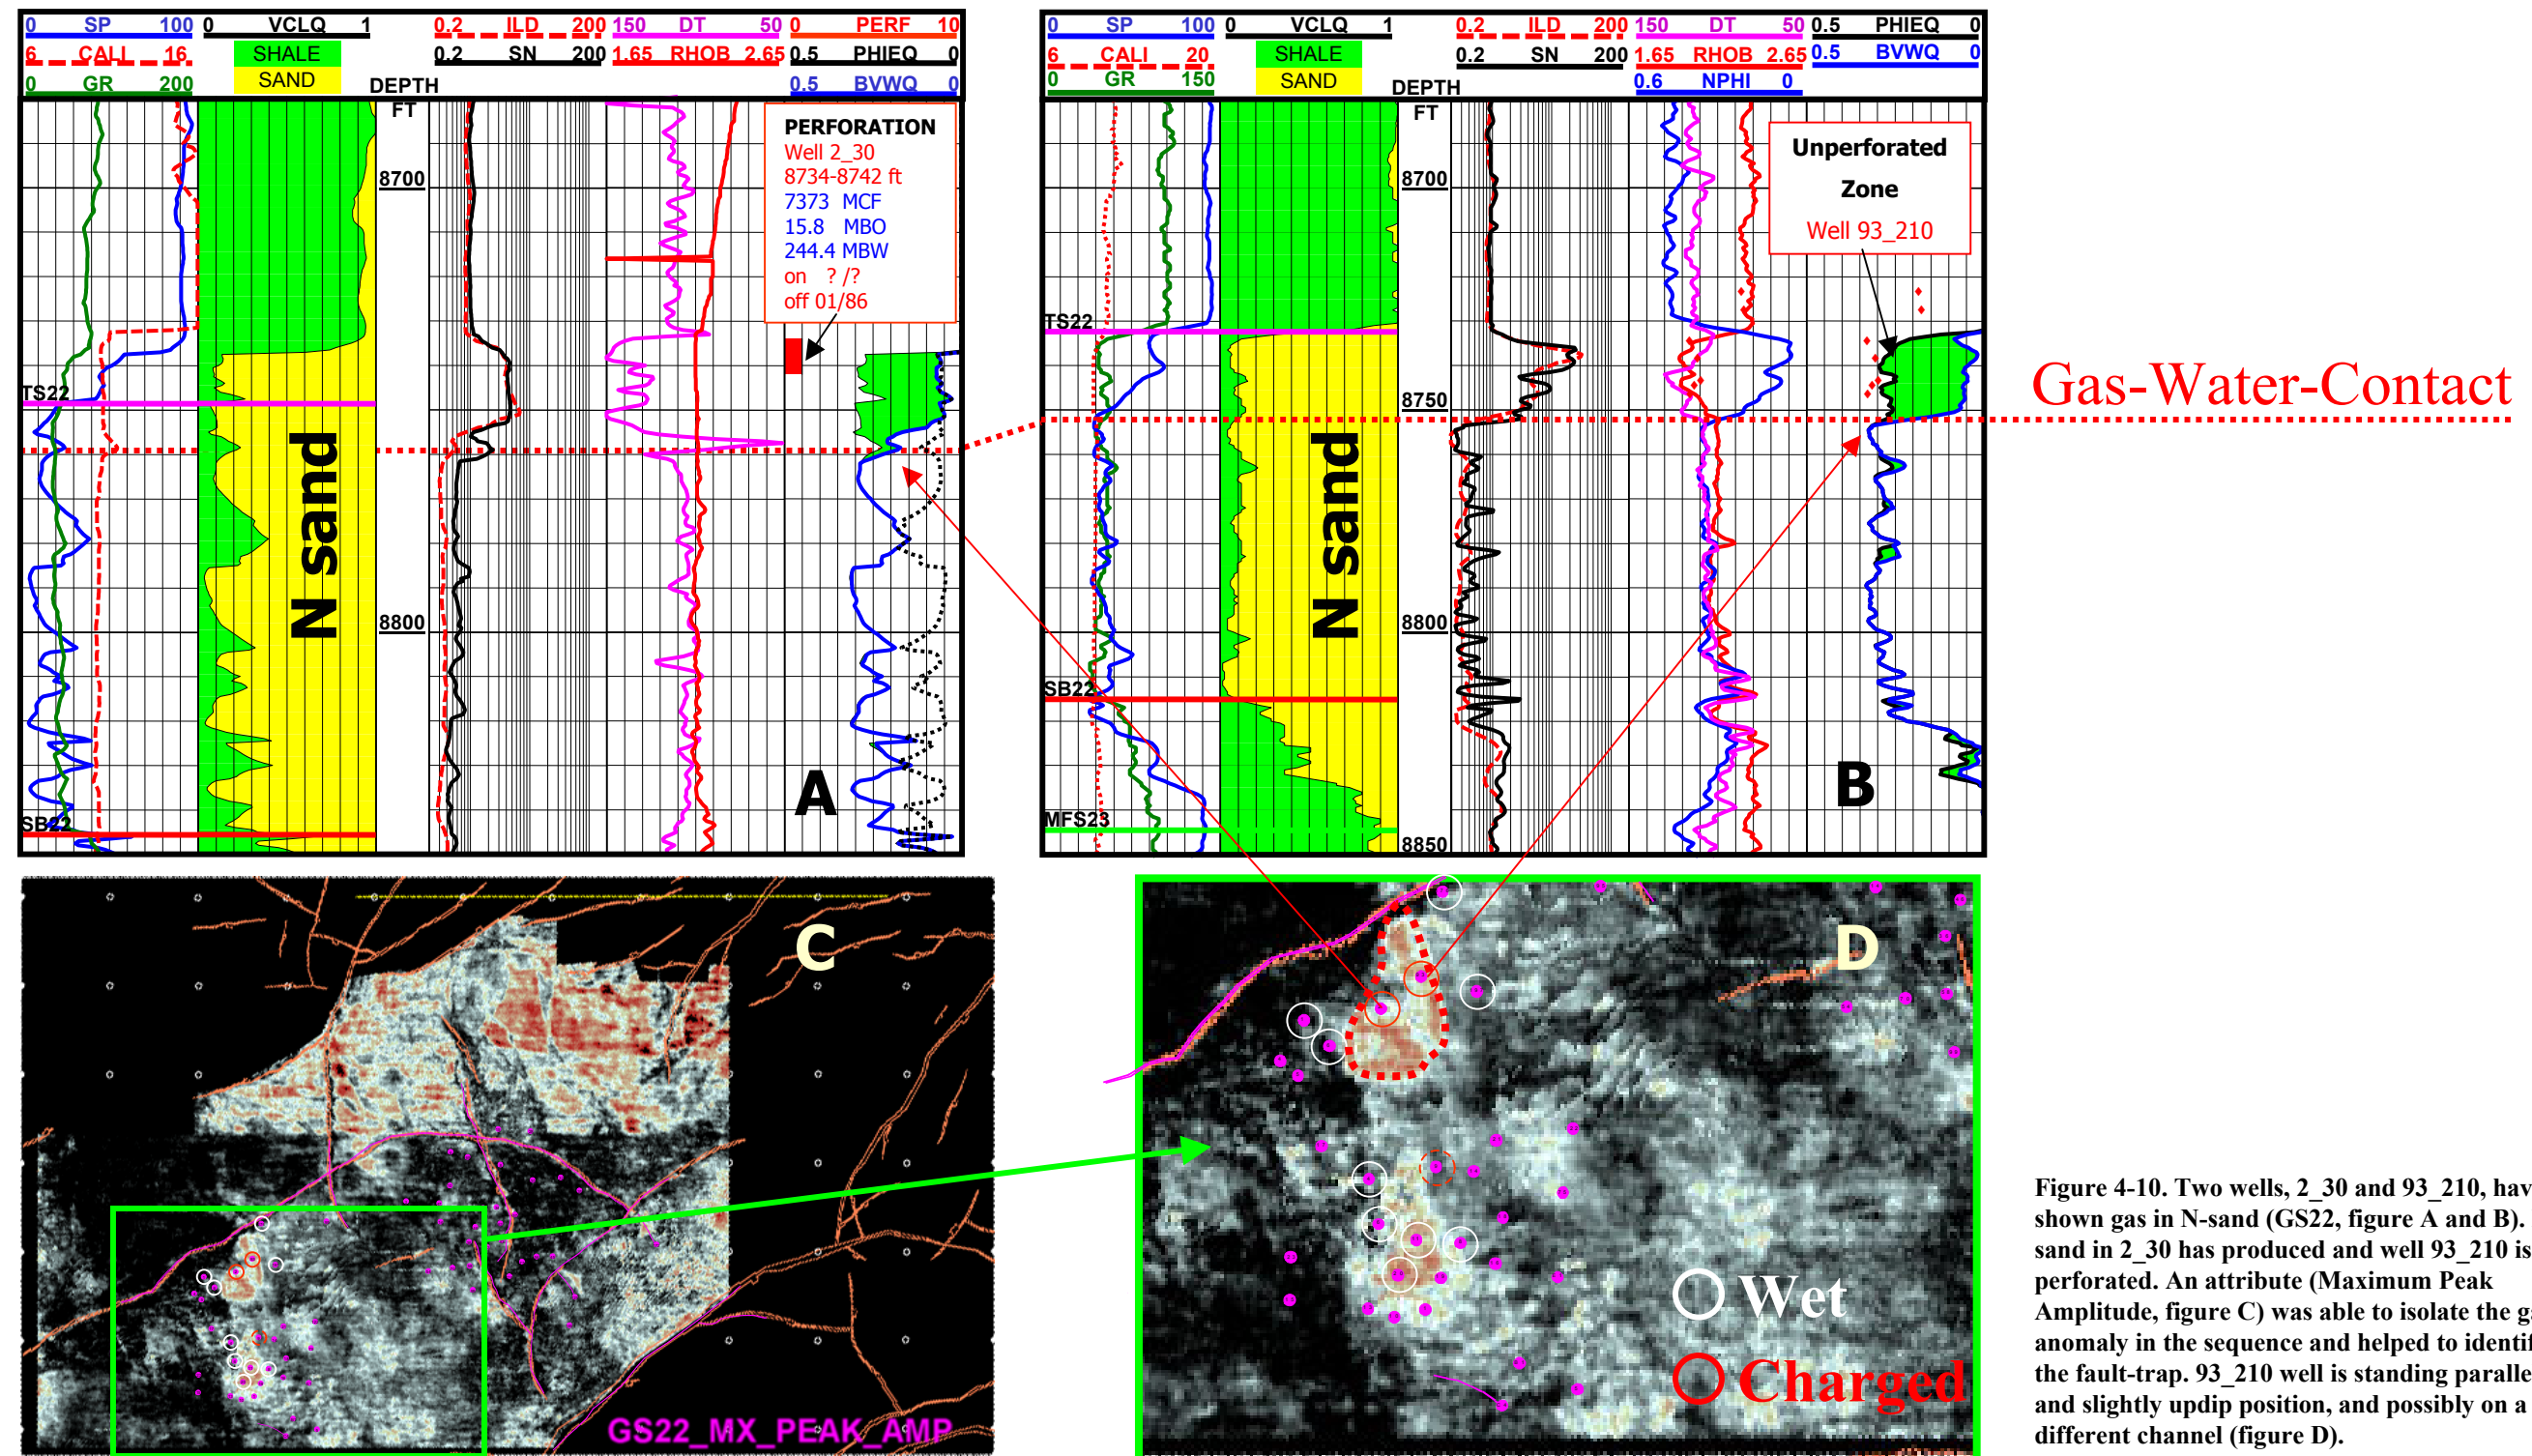 0 SP 100
6 CALI 16
0 GR 200
0 VCLQ 1
SHALE
SAND
DEPTH
FT
0.2 ILD 200
0.2 SN 200
150 DT 50
1.65 RHOB 2.65
0 PERF 10
0.5 PHIEQ 0
0.5 BVWQ 0
PERFORATION
Well 2_30
8734-8742 ft
7373 MCF
15.8 MBO
244.4 MBW
on ? /?
off 01/86
8700
8800
TS22
SB22
N sand
A
0 SP 100
6 CALI 20
0 GR 150
0 VCLQ 1
SHALE
SAND
DEPTH
FT
0.2 ILD 200
0.2 SN 200
150 DT 50
1.65 RHOB 2.65
0.6 NPHI 0
0.5 PHIEQ 0
0.5 BVWQ 0
Unperforated
Zone
Well 93_210
8700
8750
8800
8850
TS22
SB22
MFS23
N sand
B
Gas-Water-Contact
C
GS22_MX_PEAK_AMP
D
Wet
Charged
Figure 4-10. Two wells, 2_30 and 93_210, hav
shown gas in N-sand (GS22, figure A and B).
sand in 2_30 has produced and well 93_210 is
perforated. An attribute (Maximum Peak
Amplitude, figure C) was able to isolate the g
anomaly in the sequence and helped to identif
the fault-trap. 93_210 well is standing paralle
and slightly updip position, and possibly on a
different channel (figure D).